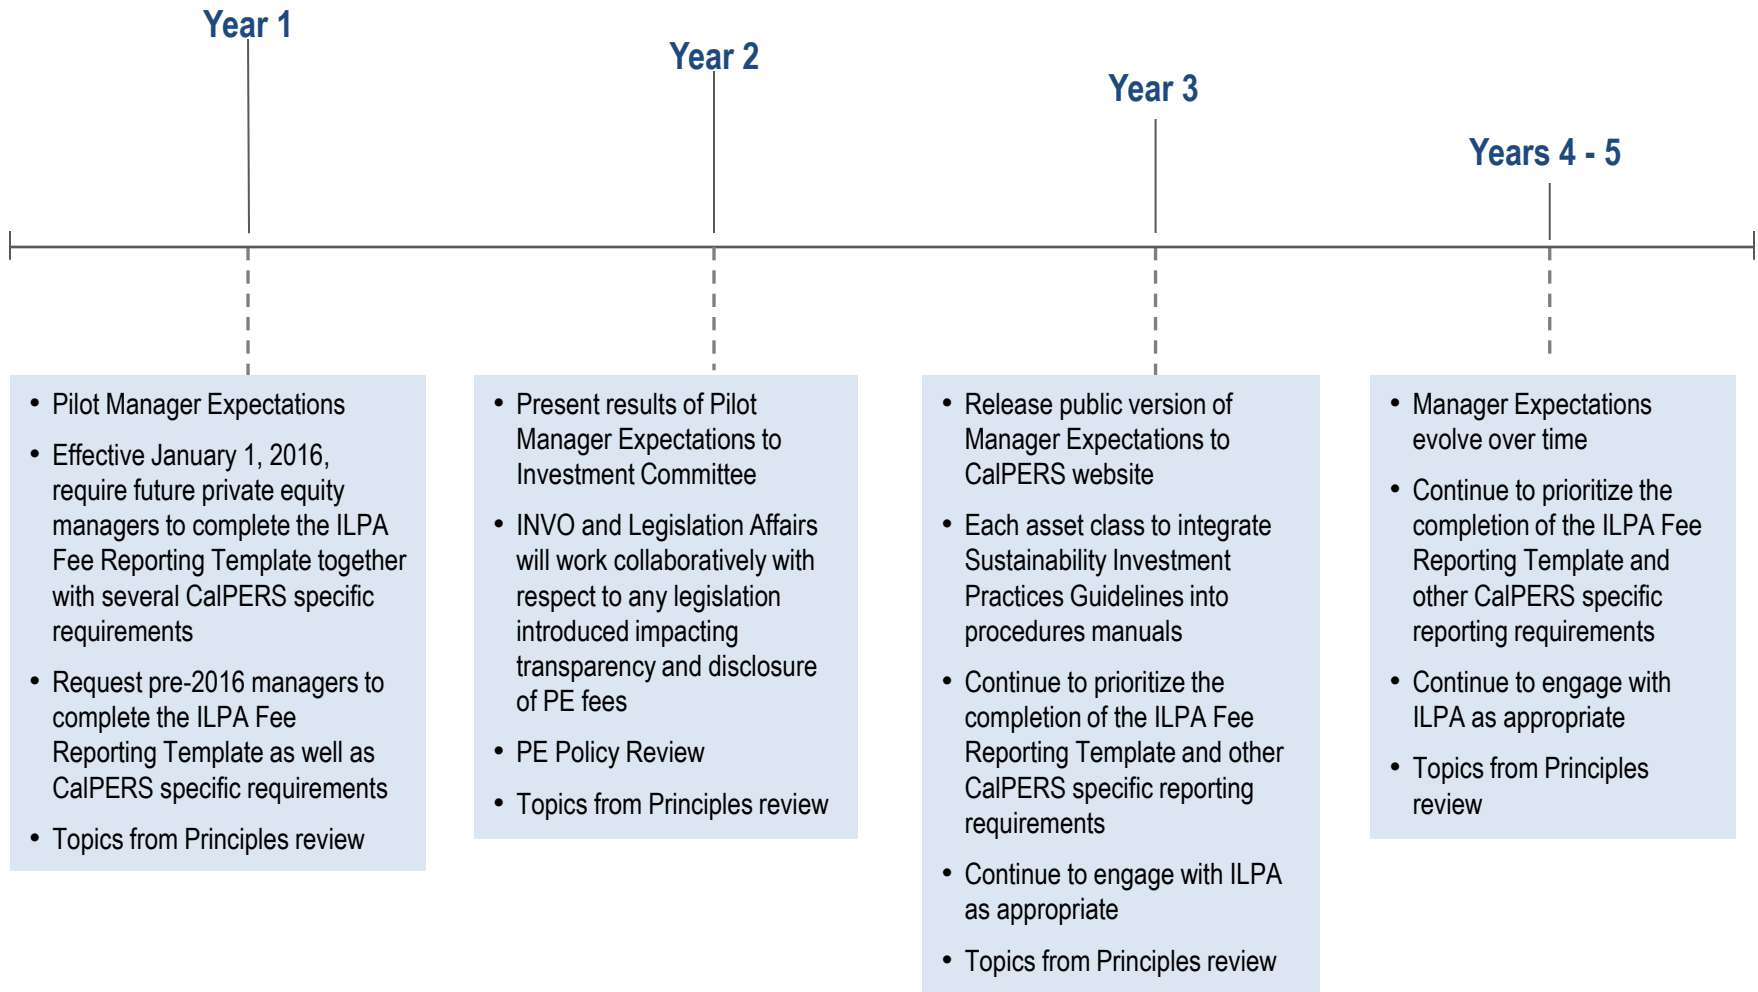 Year 1
Year 2
Year 3
Years 4 - 5
• Pilot Manager Expectations
• Effective January 1, 2016,
require future private equity
managers to complete the ILPA
Fee Reporting Template together
with several CalPERS specific
requirements
• Request pre-2016 managers to
complete the ILPA Fee
Reporting Template as well as
CalPERS specific requirements
• Topics from Principles review
• Present results of Pilot
Manager Expectations to
Investment Committee
• INVO and Legislation Affairs
will work collaboratively with
respect to any legislation
introduced impacting
transparency and disclosure
of PE fees
• PE Policy Review
• Topics from Principles review
• Release public version of
Manager Expectations to
CalPERS website
• Each asset class to integrate
Sustainability Investment
Practices Guidelines into
procedures manuals
• Continue to prioritize the
completion of the ILPA Fee
Reporting Template and other
CalPERS specific reporting
requirements
• Continue to engage with ILPA
as appropriate
• Topics from Principles review
• Manager Expectations
evolve over time
• Continue to prioritize the
completion of the ILPA Fee
Reporting Template and
other CalPERS specific
reporting requirements
• Continue to engage with
ILPA as appropriate
• Topics from Principles
review